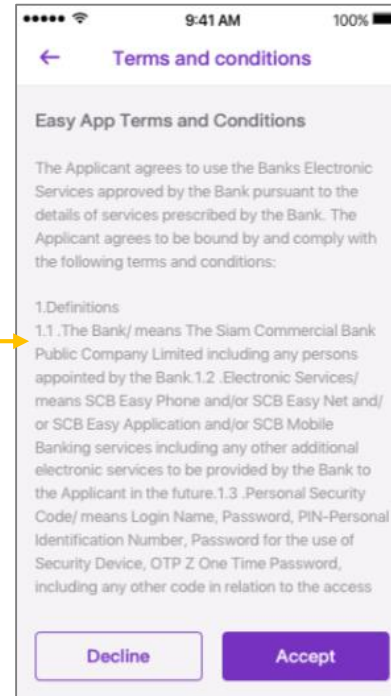 9:41 AM 100%
Terms and conditions
Easy App Terms and Conditions
The Applicant agrees to use the Banks Electronic
Services approved by the Bank pursuant to the
details of services prescribed by the Bank. The
Applicant agrees to be bound by and comply with
the following terms and conditions:
1.Definitions
1.1 .The Bank/ means The Siam Commercial Bank
Public Company Limited including any persons
appointed by the Bank.1.2 .Electronic Services/
means SCB Easy Phone and/or SCB Easy Net and/
or SCB Easy Application and/or SCB Mobile
Banking services including any other additional
electronic services to be provided by the Bank to
the Applicant in the future.1.3 .Personal Security
Code/ means Login Name, Password, PIN-Personal
Identification Number, Password for the use of
Security Device, OTP Z One Time Password,
including any other code in relation to the access
Decline Accept